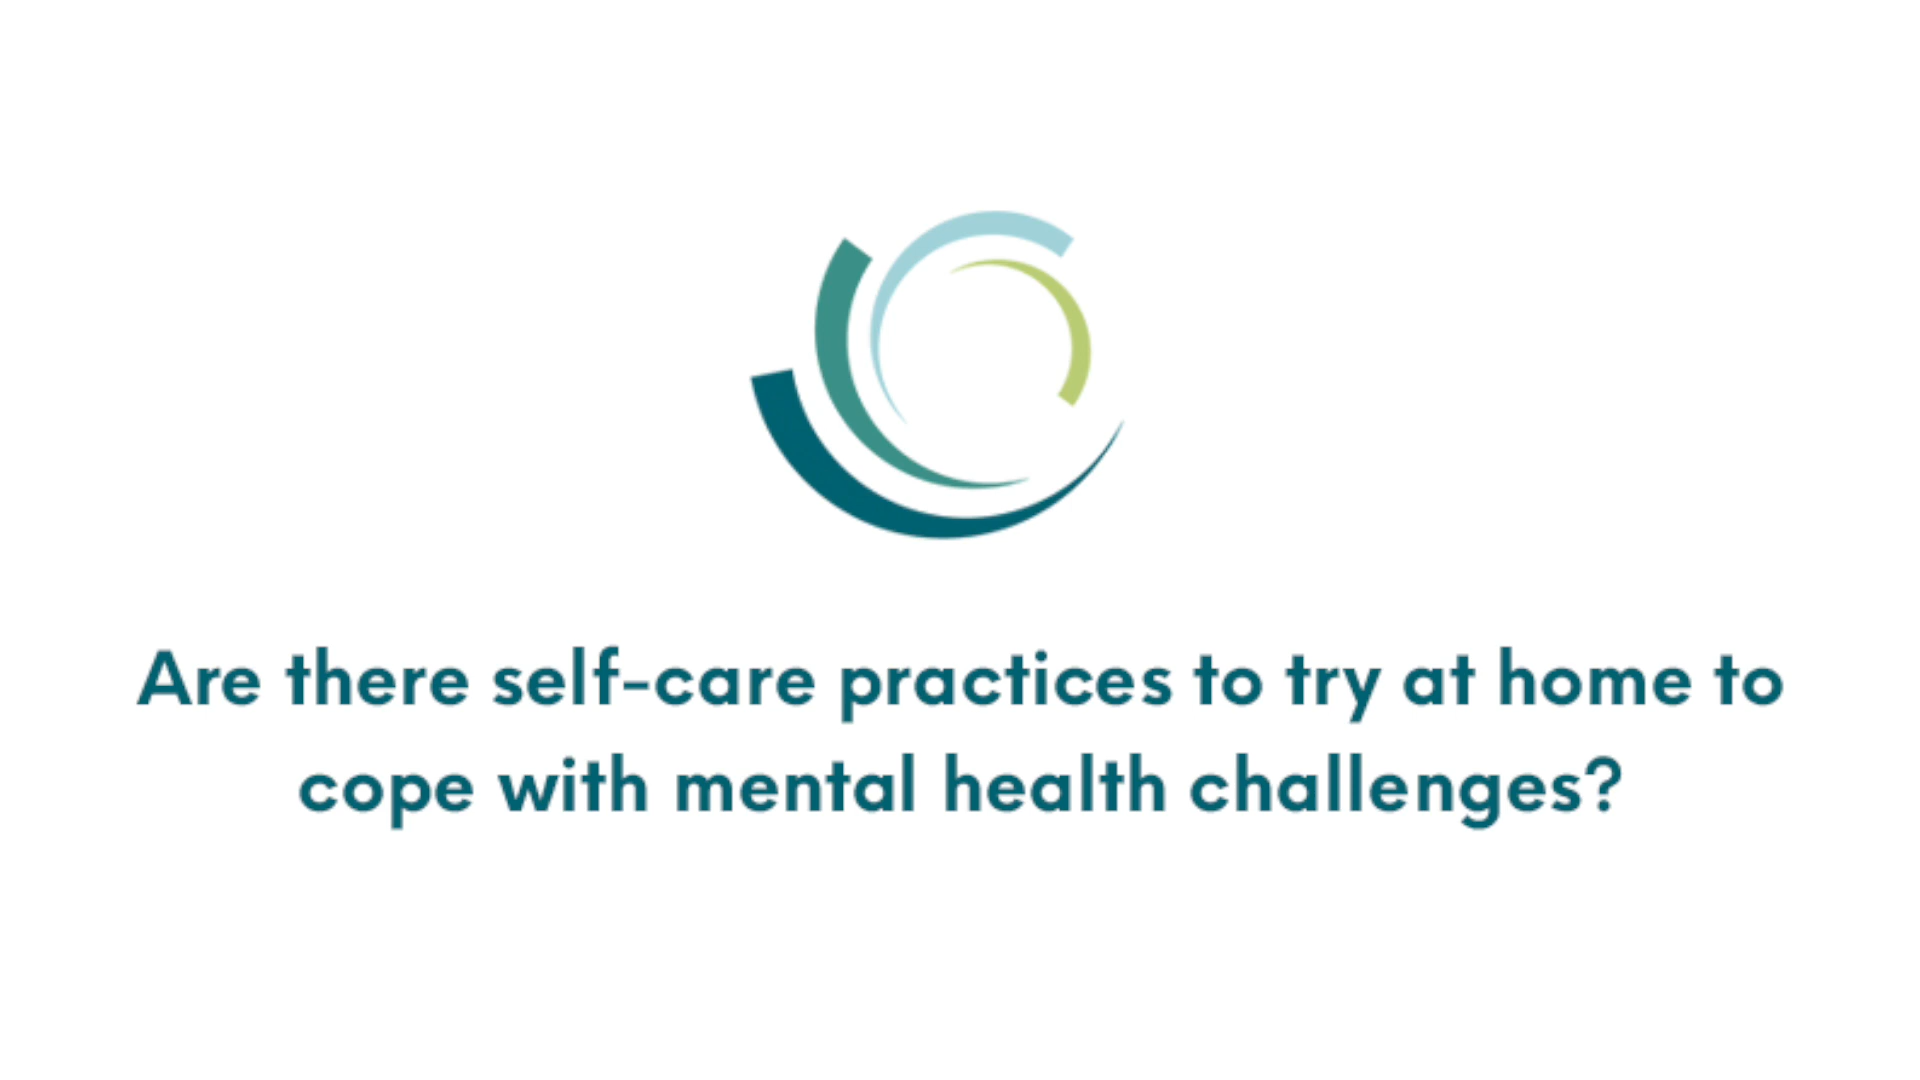 Are there self-care practices to try at home to
cope with mental health challenges?